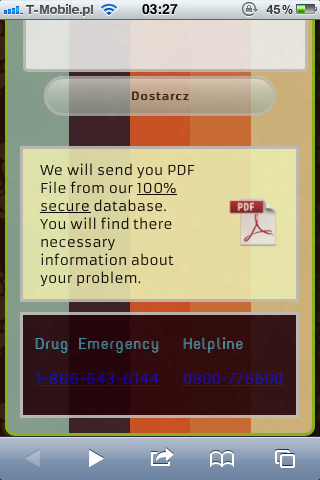 T-Mobile.pl 03:27 45%
Dostarcz
We will send you PDF
File from our 100%
secure database.
You will find there
necessary
information about
your problem.
PDF
Drug Emergency Helpline
1-866-643-6144 0800-776600